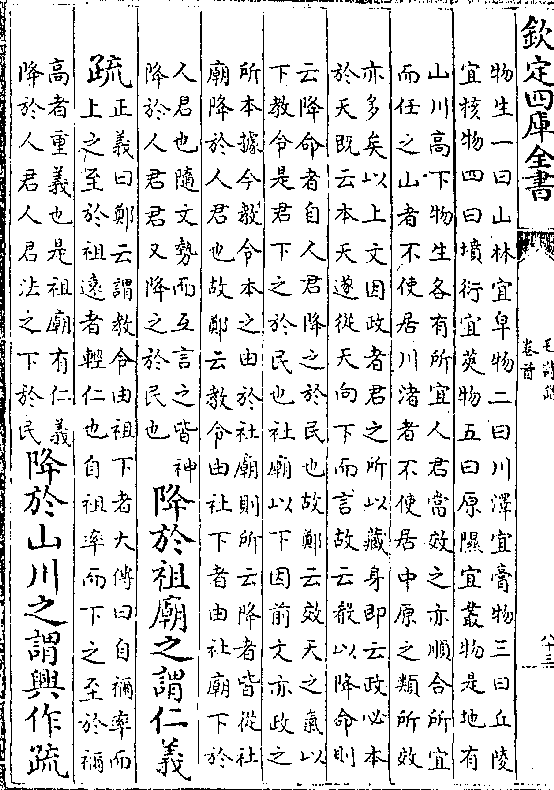 欽定四庫全書
毛詩
卷首
物生一曰山林宜皁物二曰川澤宜膏物三曰丘陵
宜核物四曰墳衍宜莢物五曰原隰宜叢物是地有
山川高下物生各有所宜人君當效之亦順合所宜
而任之山者不使居川渚者不使居中原之類所效
亦多矣以上文因政者君之所以藏身即云政必本
於天既云本天遂從天向下而言故云殽以降命則
云降命者自人君降之於民也故鄭云效天之氣以
下教令是君下之於民也社廟以下因前文亦政之
所本據今教令本之由於社廟則所云降者皆從社
廟降於人君也故鄭云教令由社下者由社廟下於
人君也隨文勢而互言之皆神
降於人君君又降之於民也
降於祖廟之謂仁義
疏
正義曰鄭云謂教令由祖下者大傳曰自禰率而
上之至於祖遠者輕仁也自祖率而下之至於禰
高者重義也是祖廟有仁義
降於人君人君法之下於民
降於山川之謂興作疏